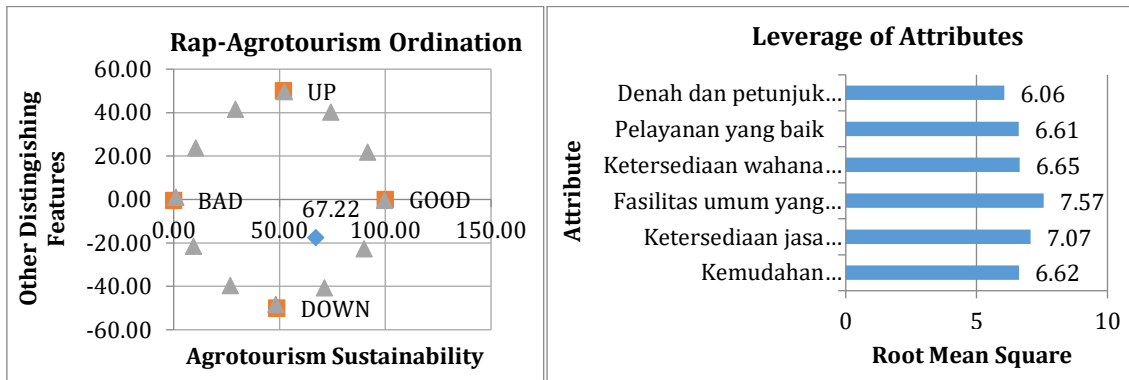 Rap-Agrotourism Ordination
Other Distingishing
Features
60.00
40.00
20.00
0.00
-20.00
-40.00
-60.00
UP
BAD
GOOD
67.22
DOWN
0.00 50.00 100.00 150.00
Agrotourism Sustainability
Leverage of Attributes
Attribute
Denah dan petunjuk... 6.06
Pelayanan yang baik 6.61
Ketersediaan wahana... 6.65
Fasilitas umum yang... 7.57
Ketersediaan jasa... 7.07
Kemudahan... 6.62
0 5 10
Root Mean Square